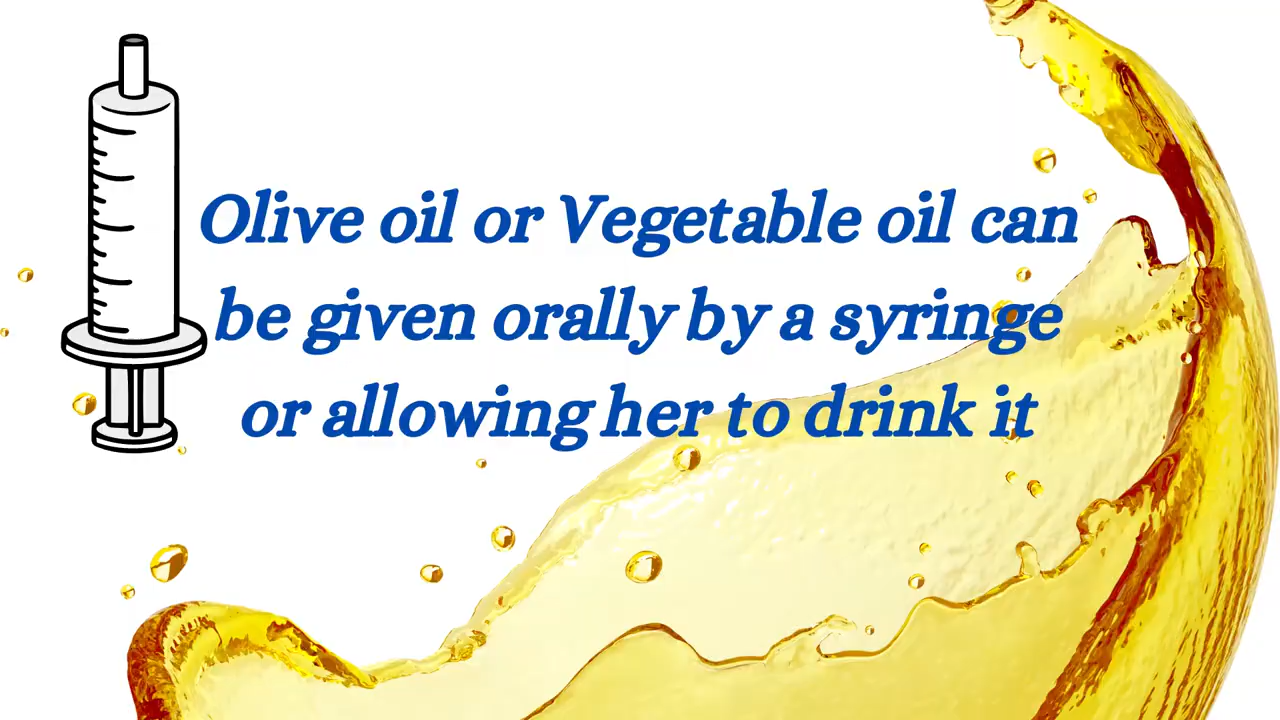 Olive oil or Vegetable oil can
be given orally by a syringe
or allowing her to drink it